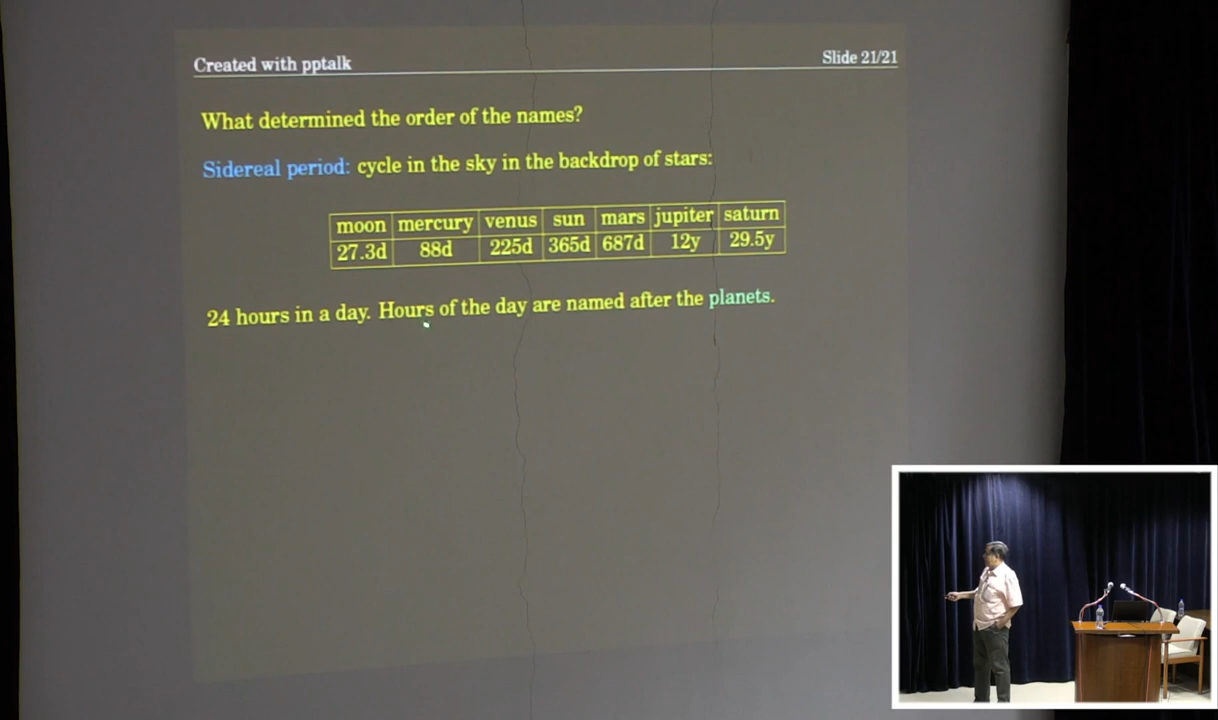 Created with pptalk
Slide 21/21
What determined the order of the names?
Sidereal period: cycle in the sky in the backdrop of stars:
moon mercury venus sun mars jupiter saturn
27.3d 88d 225d 365d 687d 12y 29.5y
24 hours in a day. Hours of the day are named after the planets.